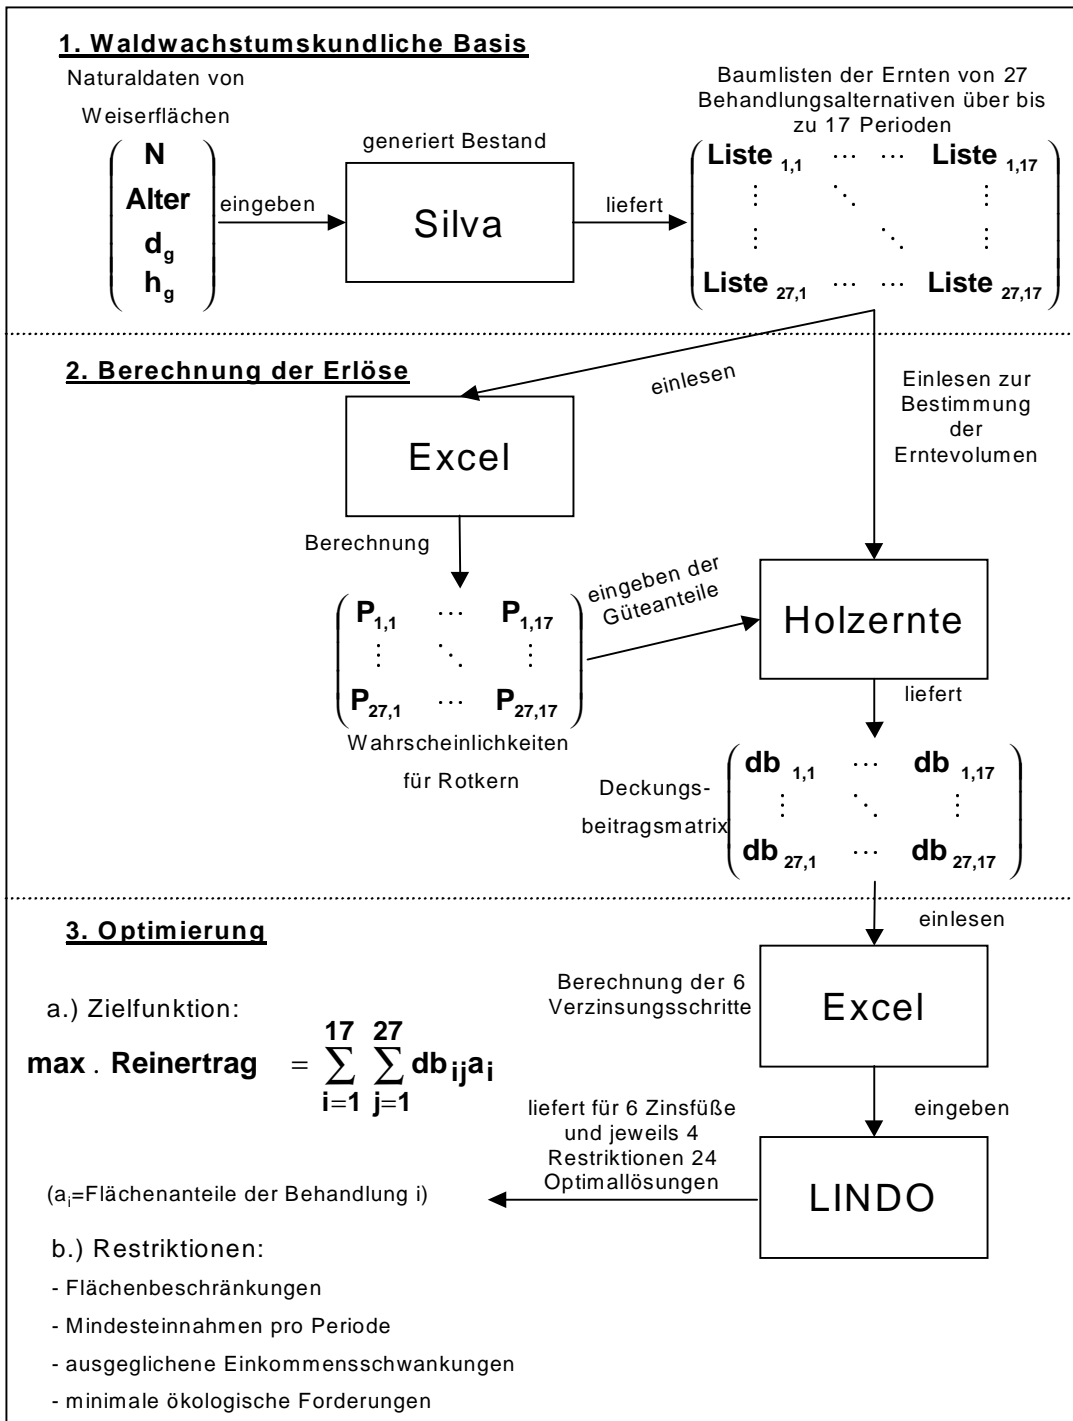 1. Waldwachstumskundliche Basis
Naturaldaten von
Weiserflächen
N
Alter
d_g
h_g
eingeben
generiert Bestand
Silva
liefert
Baumlisten der Ernten von 27
Behandlungsalternativen über bis
zu 17 Perioden
Liste 1,1 ... ... Liste 1,17
⋮ ⋱ ⋮
⋮ ⋱ ⋮
Liste 27,1 ... ... Liste 27,17
2. Berechnung der Erlöse
einlesen
Einlesen zur
Bestimmung
der
Erntevolumen
Excel
Berechnung
P1,1 ... P1,17
⋮ ⋱ ⋮
P27,1 ... P27,17
Wahrscheinlichkeiten
für Rotkern
eingeben der
Güteanteile
Holzernte
liefert
Deckungs-
beitragsmatrix
db 1,1 ... db 1,17
⋮ ⋱ ⋮
db 27,1 ... db 27,17
3. Optimierung
einlesen
Berechnung der 6
Verzinsungsschritte
Excel
a.) Zielfunktion:
max . Reinertrag = ∑_{i=1}^{17} ∑_{j=1}^{27} db_ij a_i
eingeben
liefert für 6 Zinsfüße
und jeweils 4
Restriktionen 24
Optimallösungen
LINDO
(a_i=Flächenanteile der Behandlung i)
b.) Restriktionen:
- Flächenbeschränkungen
- Mindesteinnahmen pro Periode
- ausgeglichene Einkommensschwankungen
- minimale ökologische Forderungen